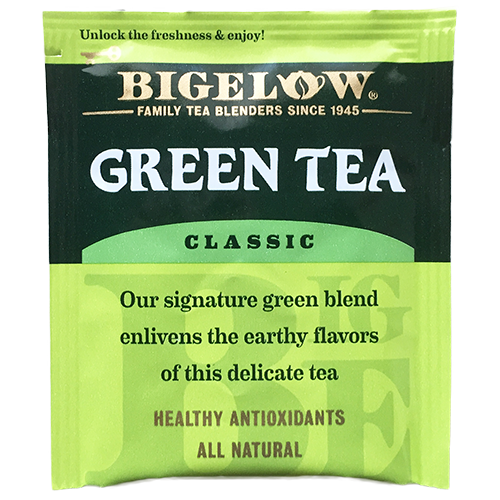 Unlock the freshness & enjoy!
BIGELOW®
FAMILY TEA BLENDERS SINCE 1945
GREEN TEA
CLASSIC
Our signature green blend
enlivens the earthy flavors
of this delicate tea
HEALTHY ANTIOXIDANTS
ALL NATURAL